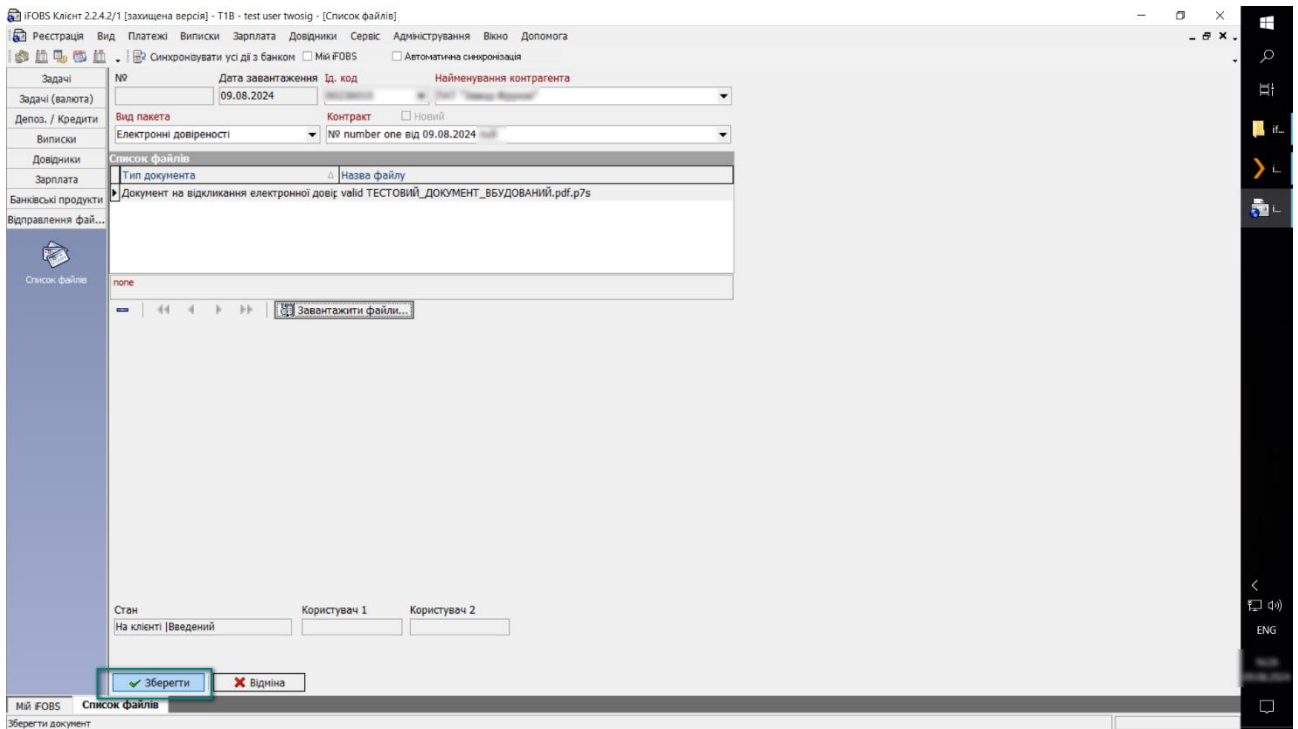 iFOBS Клієнт 2.2.4.2/1 [захищена версія] - T1B - test user twosig - [Список файлів]
Реєстрація Вид Платежі Виписки Зарплата Довідники Сервіс Адміністрування Вікно Допомога
Синхронізувати усі дії з банком Мій iFOBS Автоматична синхронізація
Задачі
Задачі (валюта)
Депоз. / Кредити
Виписки
Довідники
Зарплата
Банківські продукти
Відправлення фай...
Список файлів
№ Дата завантаження Ід. код Найменування контрагента
09.08.2024
Вид пакета Контракт Новий
Електронні довіреності № number one від 09.08.2024
Список файлів
Тип документа Назва файлу
Документ на відкликання електронної довір valid ТЕСТОВИЙ_ДОКУМЕНТ_ВБУДОВАНИЙ.pdf.p7s
none
Завантажити файли...
Стан Користувач 1 Користувач 2
На клієнті |Введений
Зберегти Відміна
Мій iFOBS Список файлів
Зберегти документ
if...
i...
i...
ENG